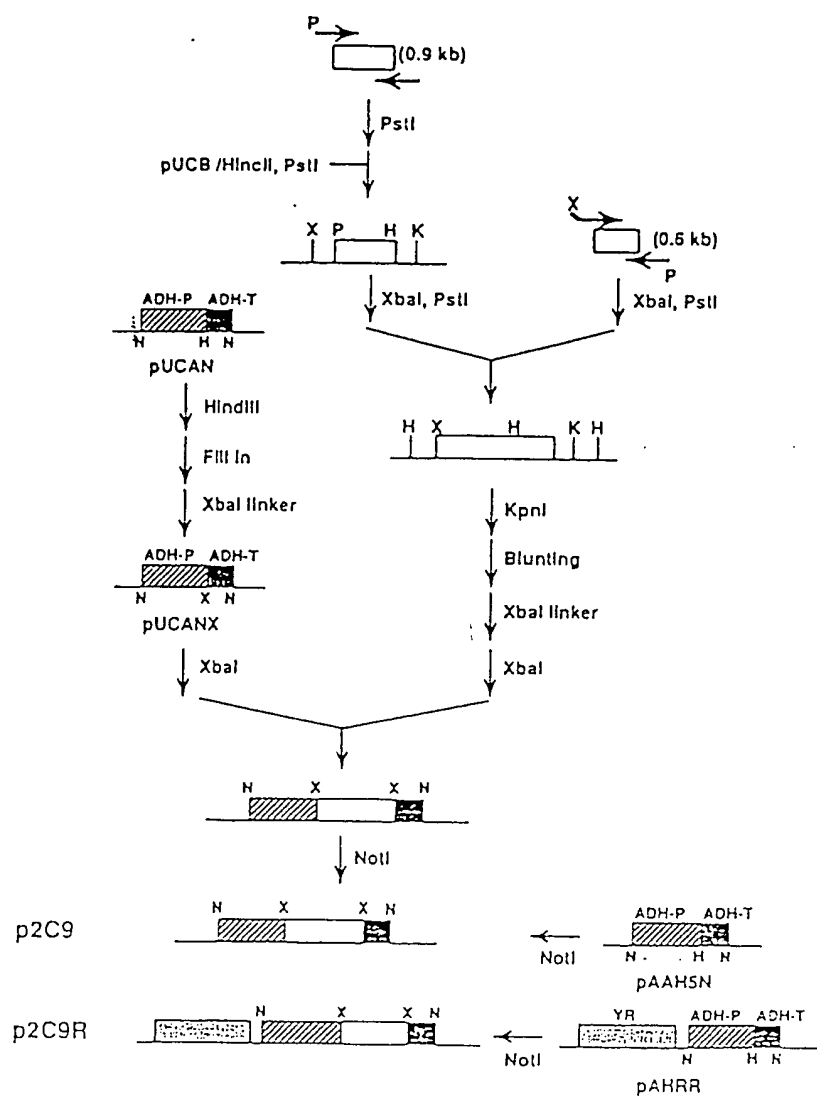 P
(0.9 kb)
PstI
pUCB /HincII, PstI
X P H K
X
(0.6 kb)
P
XbaI, PstI
XbaI, PstI
ADH-P ADH-T
N H N
pUCAN
HindIII
Fill in
XbaI linker
H X H K H
KpnI
Blunting
XbaI linker
XbaI
ADH-P ADH-T
N X N
pUCANX
XbaI
N X X N
NotI
p2C9
N X X N
NotI
ADH-P ADH-T
N H N
pAAH5N
p2C9R
N X X N
NotI
YR ADH-P ADH-T
N H N
pAHRR